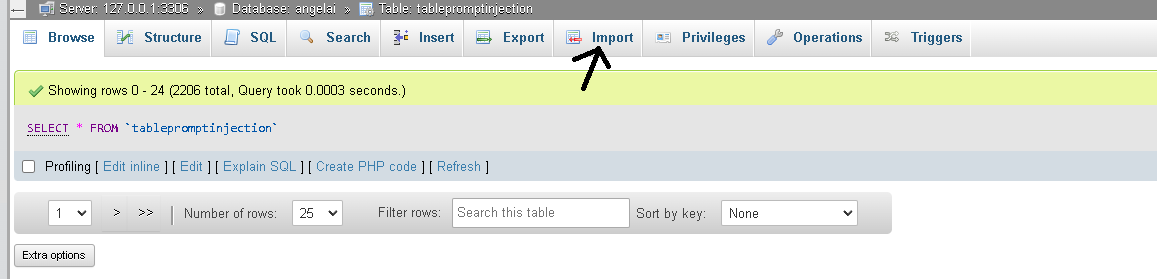 Server: 127.0.0.1:3306 » Database: angelai » Table: tablepromptinjection
Browse Structure SQL Search Insert Export Import Privileges Operations Triggers
Showing rows 0 - 24 (2206 total, Query took 0.0003 seconds.)
SELECT * FROM `tablepromptinjection`
Profiling [ Edit inline ] [ Edit ] [ Explain SQL ] [ Create PHP code ] [ Refresh ]
1 > >> | Number of rows: 25 Filter rows: Search this table Sort by key: None
Extra options